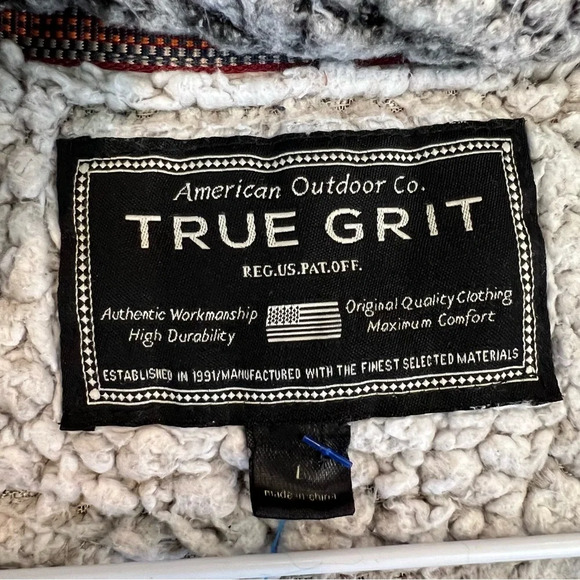 American Outdoor Co.
TRUE GRIT
REG.US.PAT.OFF.
Authentic Workmanship
High Durability
Original Quality Clothing
Maximum Comfort
ESTABLISHED IN 1991/MANUFACTURED WITH THE FINEST SELECTED MATERIALS
L
made in china